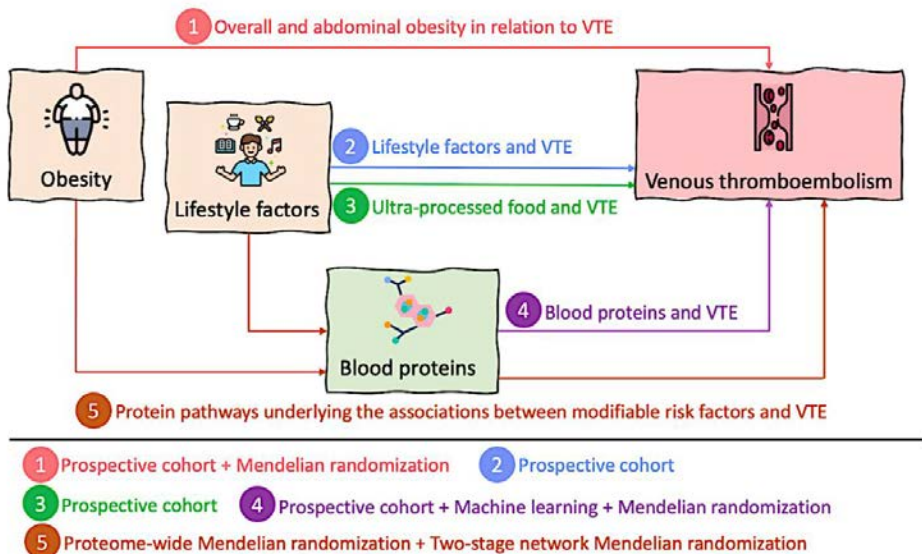 1 Overall and abdominal obesity in relation to VTE
Obesity
Lifestyle factors
2 Lifestyle factors and VTE
3 Ultra-processed food and VTE
Venous thromboembolism
Blood proteins
4 Blood proteins and VTE
5 Protein pathways underlying the associations between modifiable risk factors and VTE
1 Prospective cohort + Mendelian randomization
2 Prospective cohort
3 Prospective cohort
4 Prospective cohort + Machine learning + Mendelian randomization
5 Proteome-wide Mendelian randomization + Two-stage network Mendelian randomization